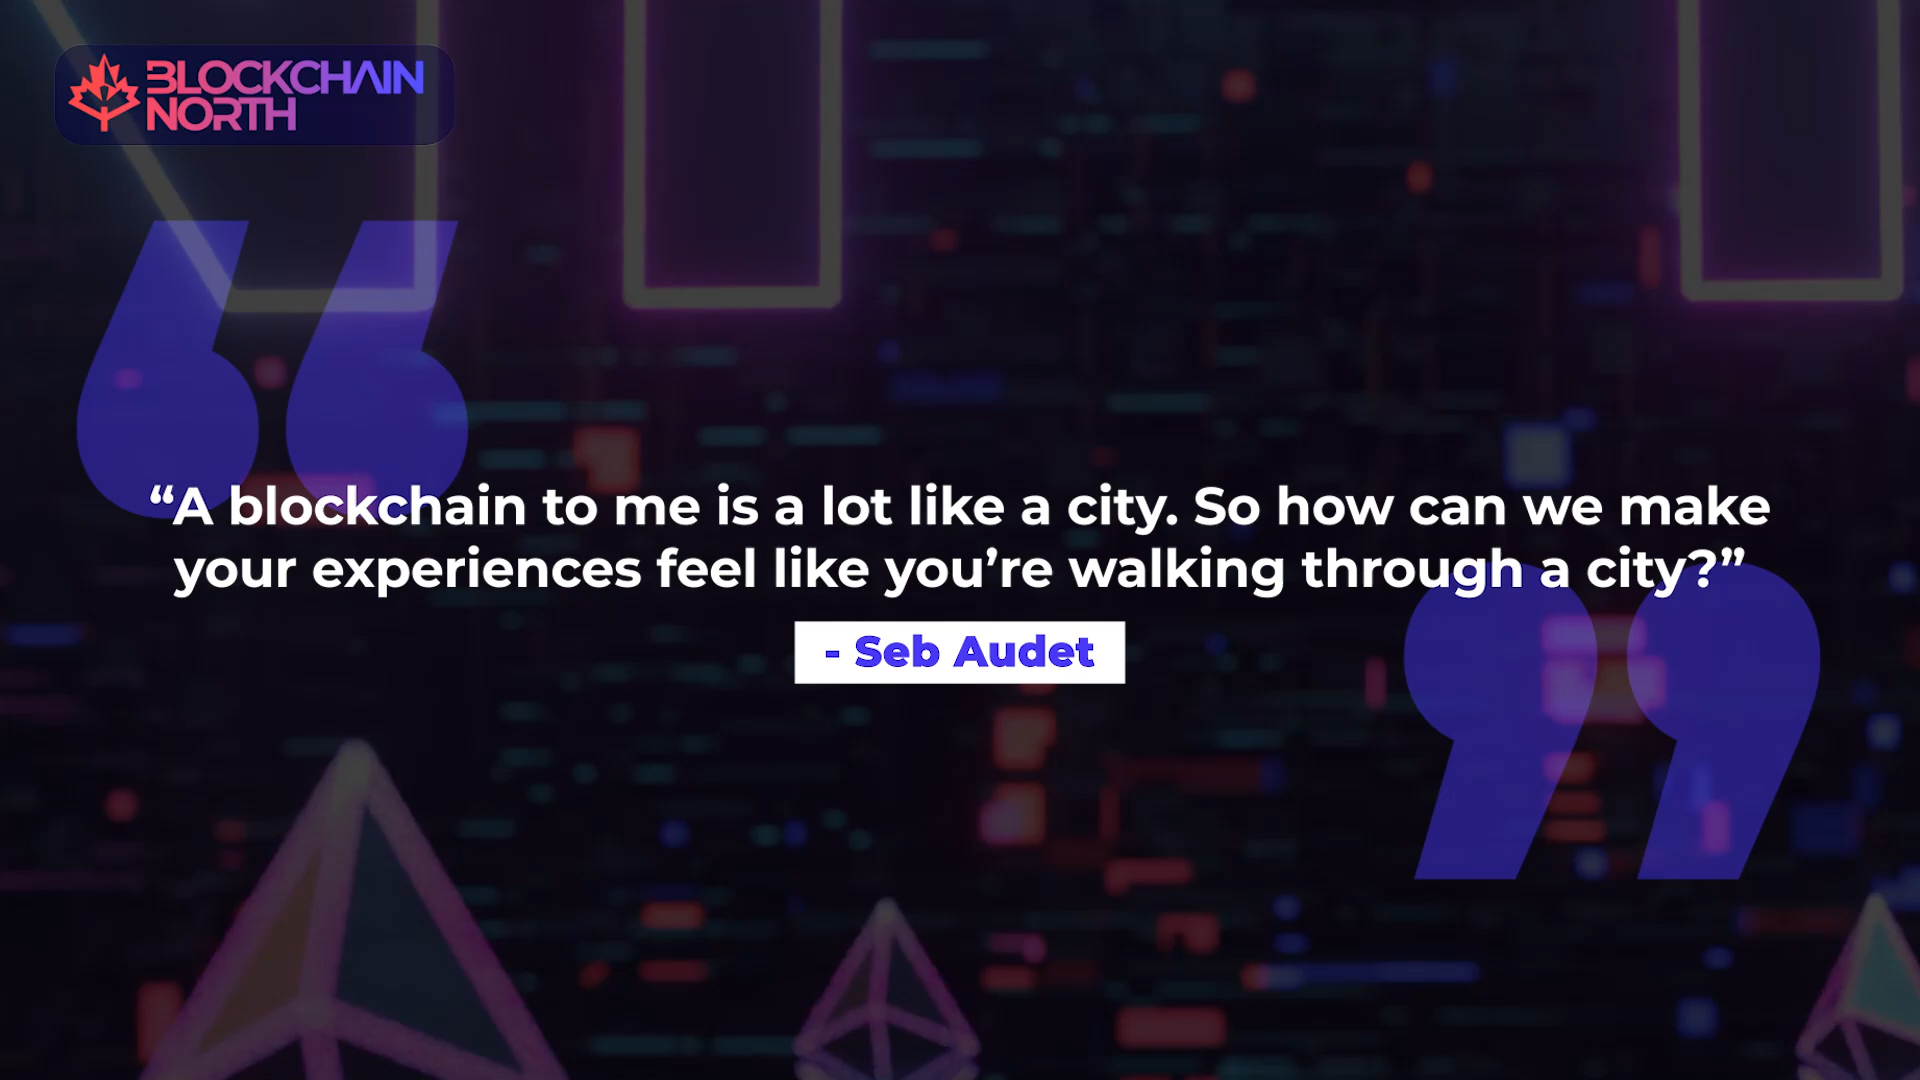 BLOCKCHAIN
NORTH
“A blockchain to me is a lot like a city. So how can we make
your experiences feel like you’re walking through a city?”
- Seb Audet